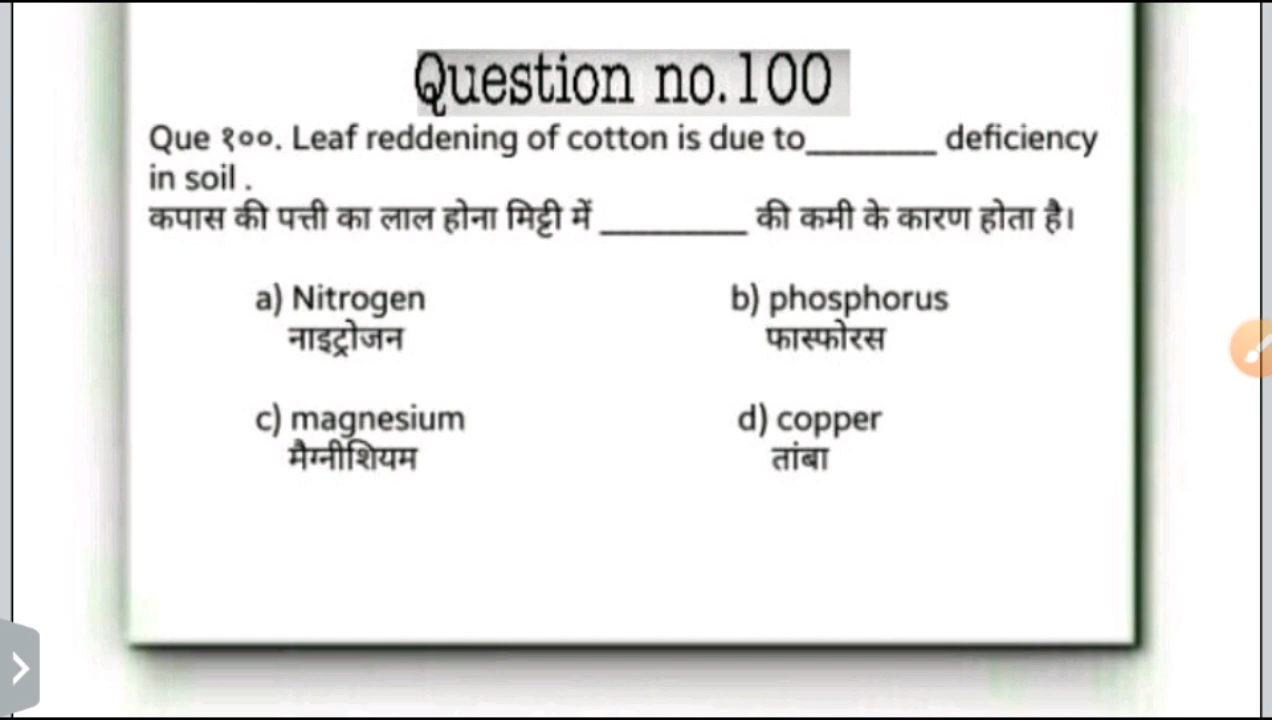 Question no.100
Que १००. Leaf reddening of cotton is due to________ deficiency
in soil .
कपास की पत्ती का लाल होना मिट्टी में _________ की कमी के कारण होता है।
a) Nitrogen b) phosphorus
नाइट्रोजन फास्फोरस
c) magnesium d) copper
मैग्नीशियम तांबा